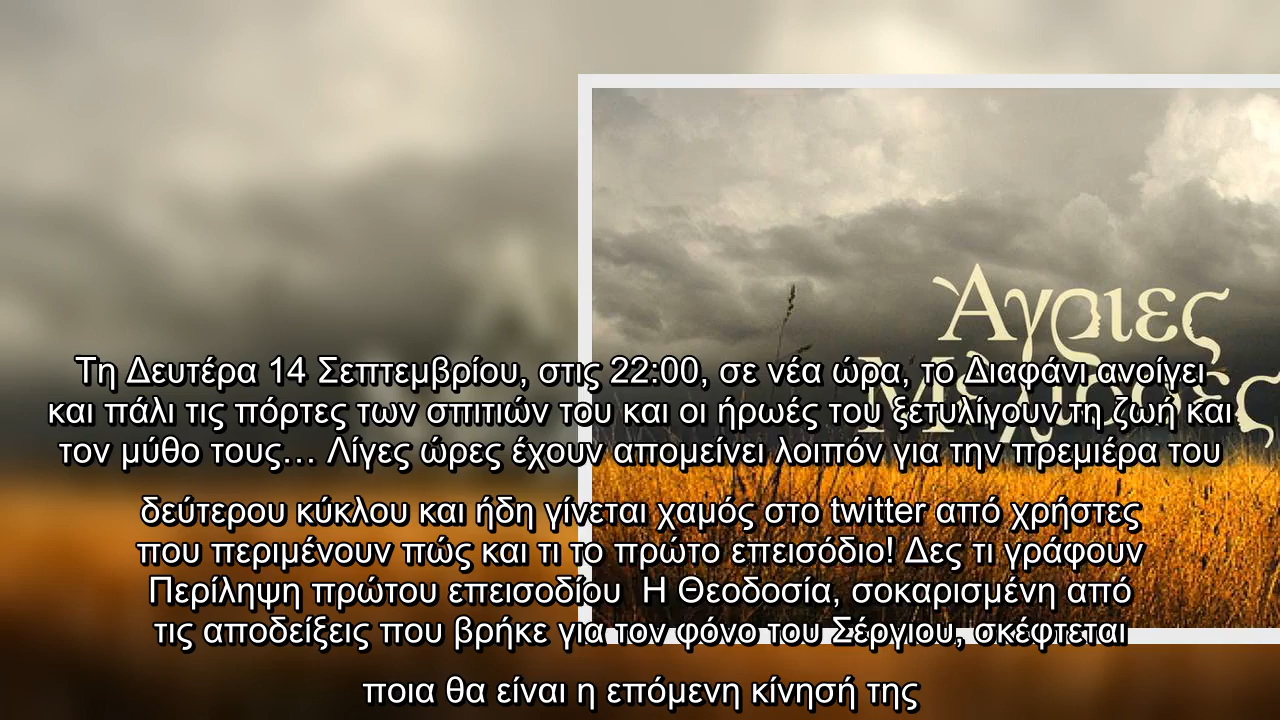 Άγριες
Μέλισσες
Τη Δευτέρα 14 Σεπτεμβρίου, στις 22:00, σε νέα ώρα, το Διαφάνι ανοίγει
και πάλι τις πόρτες των σπιτιών του και οι ήρωές του ξετυλίγουν τη ζωή και
τον μύθο τους… Λίγες ώρες έχουν απομείνει λοιπόν για την πρεμιέρα του
δεύτερου κύκλου και ήδη γίνεται χαμός στο twitter από χρήστες
που περιμένουν πώς και τι το πρώτο επεισόδιο! Δες τι γράφουν
Περίληψη πρώτου επεισοδίου  Η Θεοδοσία, σοκαρισμένη από
τις αποδείξεις που βρήκε για τον φόνο του Σέργιου, σκέφτεται
ποια θα είναι η επόμενη κίνησή της